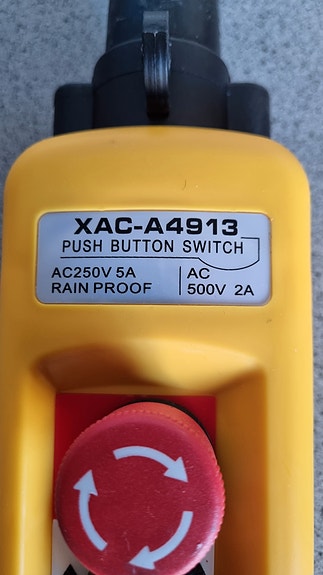 XAC-A4913
PUSH BUTTON SWITCH
AC250V 5A
RAIN PROOF
AC
500V 2A